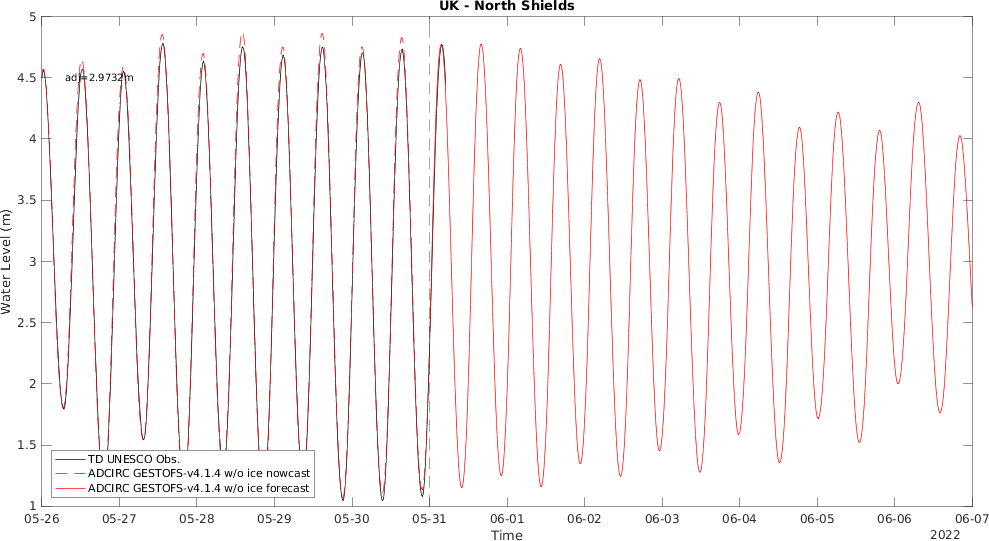 UK - North Shields
5
4.5
4
3.5
3
2.5
2
1.5
1
Water Level (m)
adj=2.9732m
TD UNESCO Obs.
ADCIRC GESTOFS-v4.1.4 w/o ice nowcast
ADCIRC GESTOFS-v4.1.4 w/o ice forecast
05-26 05-27 05-28 05-29 05-30 05-31 06-01 06-02 06-03 06-04 06-05 06-06 06-07
Time
2022